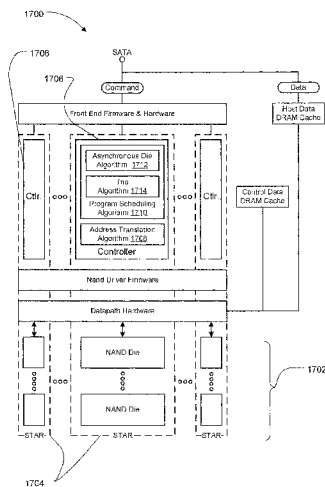 1700
SATA
1706
1706
Command
Data
Front End Firmware & Hardware
Host Data
DRAM Cache
Asynchronous Die
Algorithm 1712
Ctlr.
Trio
Algorithm 1714
Ctlr.
Program Scheduling
Algorithm 1710
Control Data
DRAM Cache
Address Translation
Algorithm 1708
Controller
Nand Driver Firmware
Datapath Hardware
NAND Die
1702
NAND Die
STAR
STAR
STAR
1704